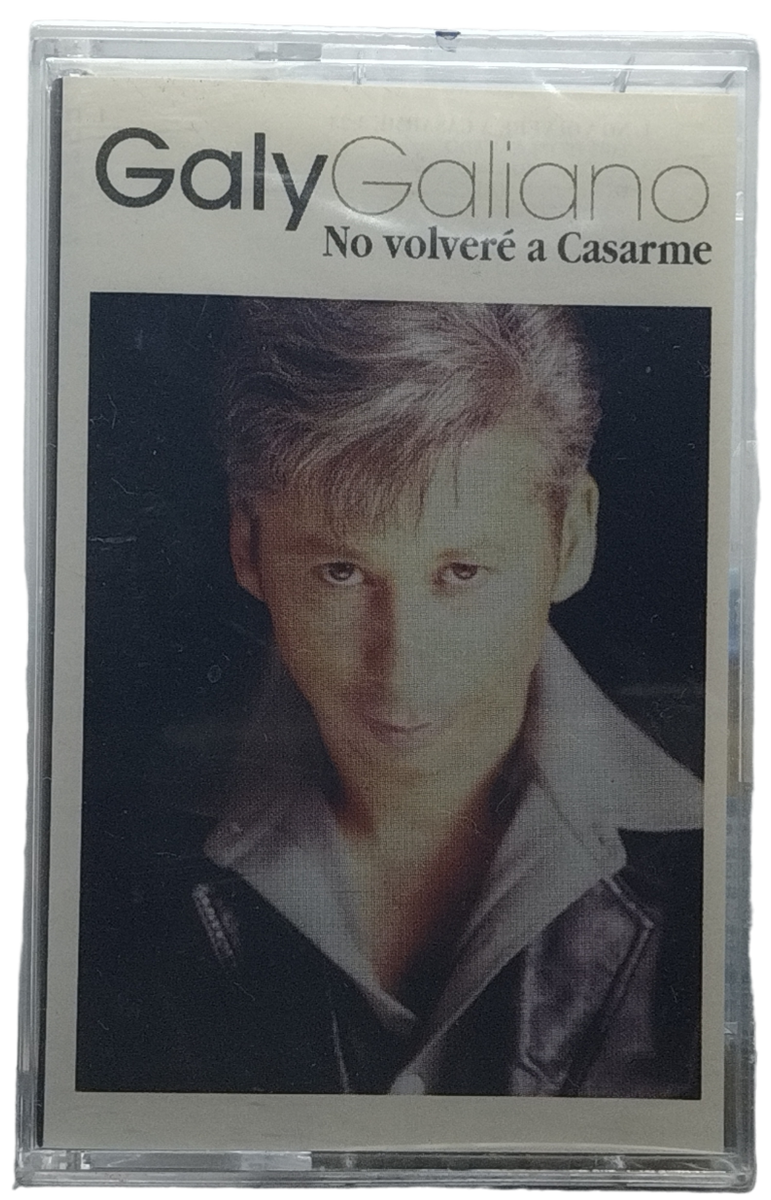 GalyGaliano
No volveré a Casarme